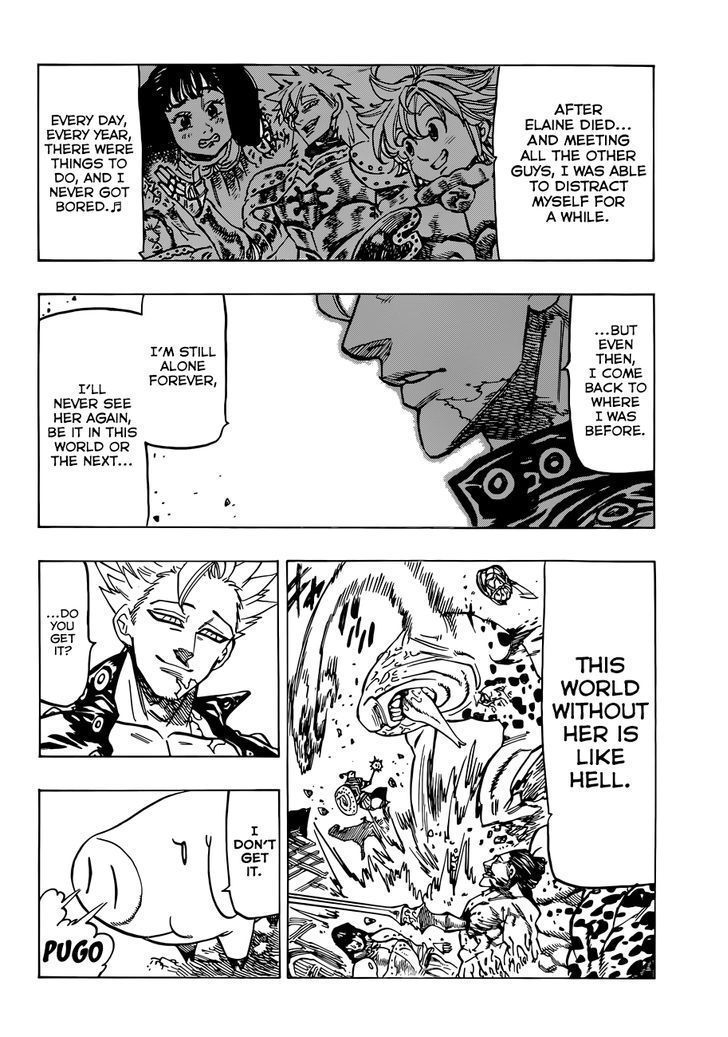 AFTER
ELAINE DIED...
AND MEETING
ALL THE OTHER
GUYS, I WAS ABLE
TO DISTRACT
MYSELF FOR
A WHILE.
EVERY DAY,
EVERY YEAR,
THERE WERE
THINGS TO
DO, AND I
NEVER GOT
BORED.♫
...BUT
EVEN
THEN,
I COME
BACK TO
WHERE
I WAS
BEFORE.
I'M STILL
ALONE
FOREVER,
I'LL
NEVER SEE
HER AGAIN,
BE IT IN THIS
WORLD OR
THE NEXT...
THIS
WORLD
WITHOUT
HER IS
LIKE
HELL.
...DO
YOU
GET
IT?
I
DON'T
GET
IT.
PUGO